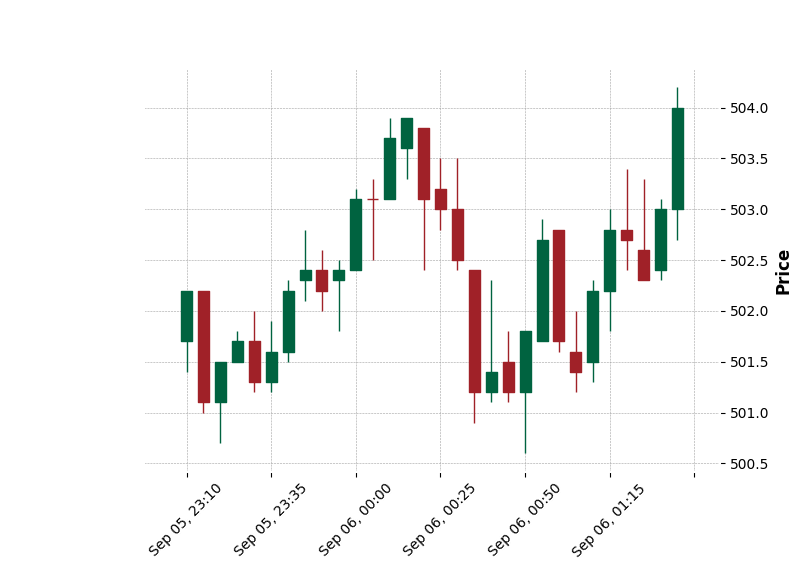 504.0
503.5
503.0
502.5
502.0
501.5
501.0
500.5
Price
Sep 05, 23:10
Sep 05, 23:35
Sep 06, 00:00
Sep 06, 00:25
Sep 06, 00:50
Sep 06, 01:15